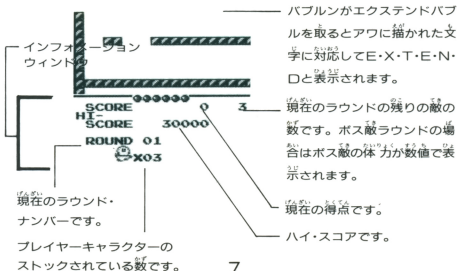 バブルンがエクステンドバブ
ルを取るとアワに描かれた文
字に対応してE・X・T・E・N・
Dと表示されます。
インフォメーション
ウィンドウ
SCORE 0 3
HI-
SCORE 30000
ROUND 01
×03
現在のラウンドの残りの敵の
数です。ボス敵ラウンドの場
合はボス敵の体力が数値で表
示されます。
現在のラウンド・
ナンバーです。
現在の得点です。
ハイ・スコアです。
プレイヤーキャラクターの
ストックされている数です。
7